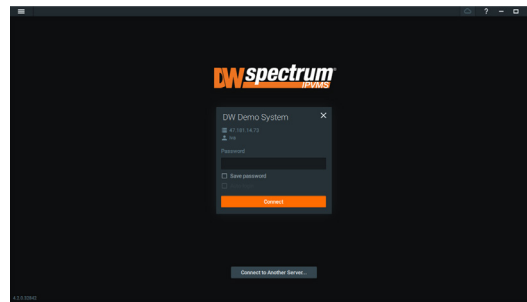 ?
DW spectrum
IPVMS
DW Demo System
Password
Save password
Connect
Connect to Another Server...